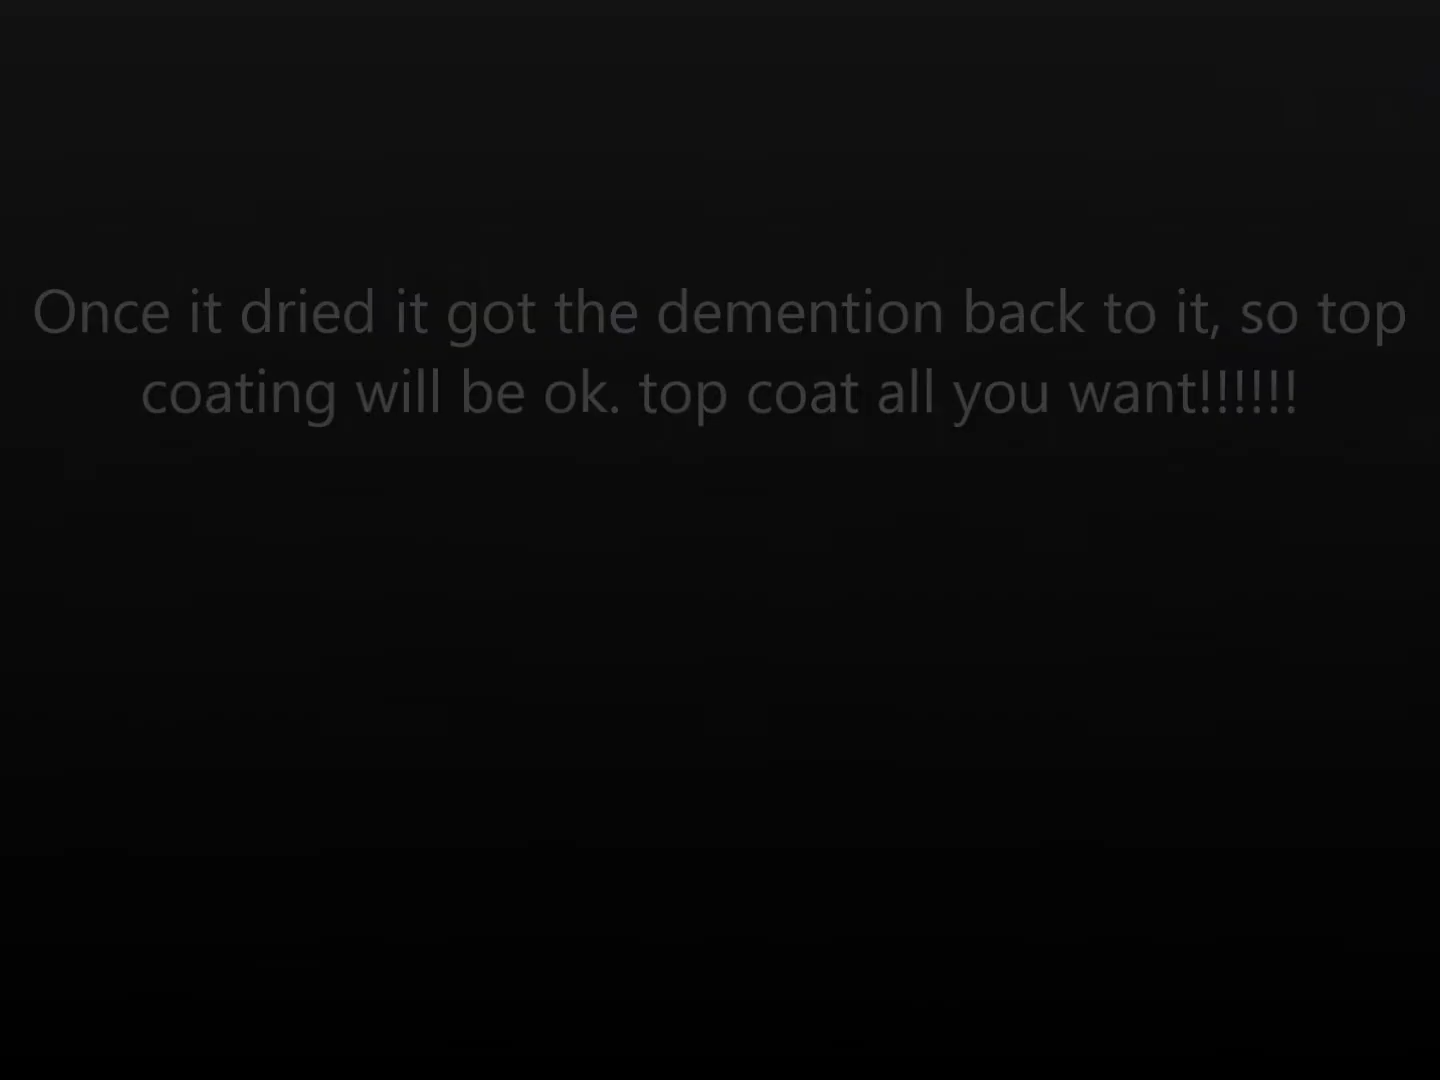 Once it dried it got the demention back to it, so top
coating will be ok. top coat all you want!!!!!!